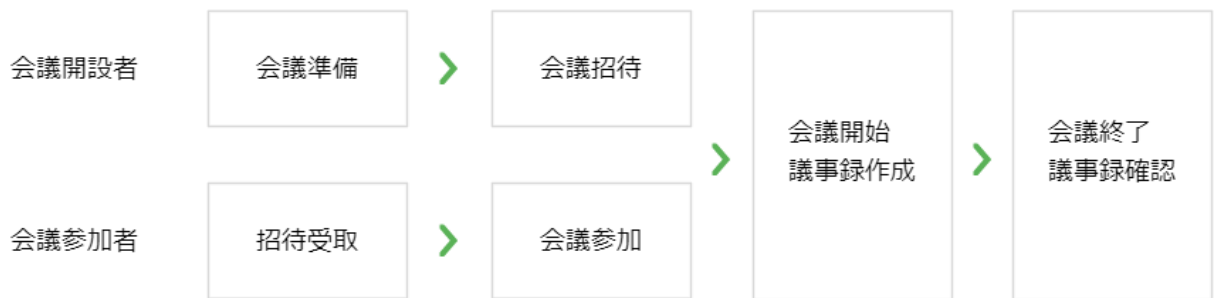 会議開設者
会議準備
会議招待
会議開始
議事録作成
会議終了
議事録確認
会議参加者
招待受取
会議参加